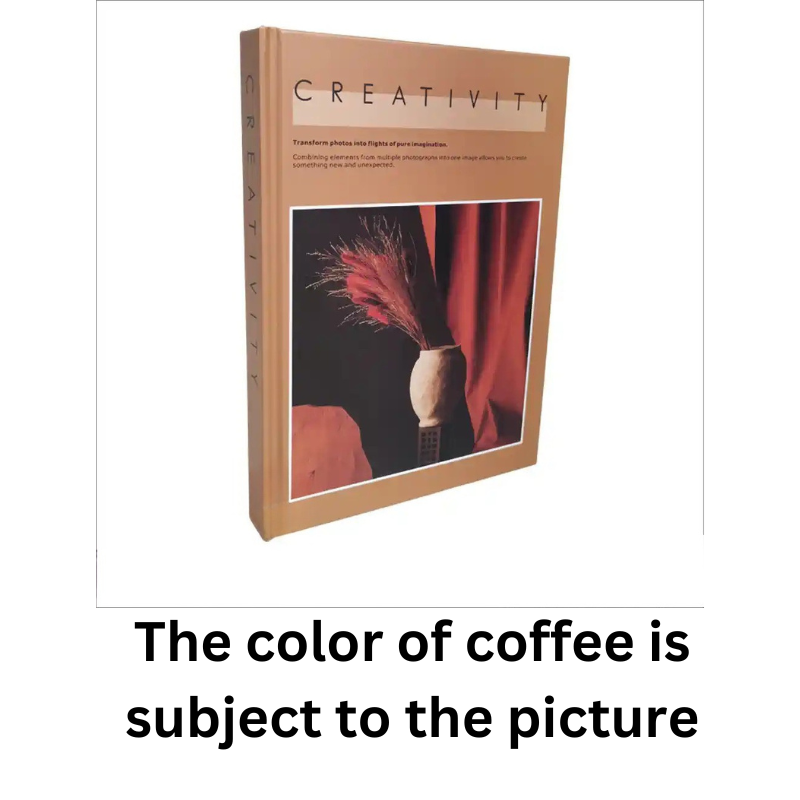 CREATIVITY
CREATIVITY
Transform photos into flights of pure imagination.
Combining elements from multiple photographs into one image allows you to create
something new and unexpected.
The color of coffee is
subject to the picture